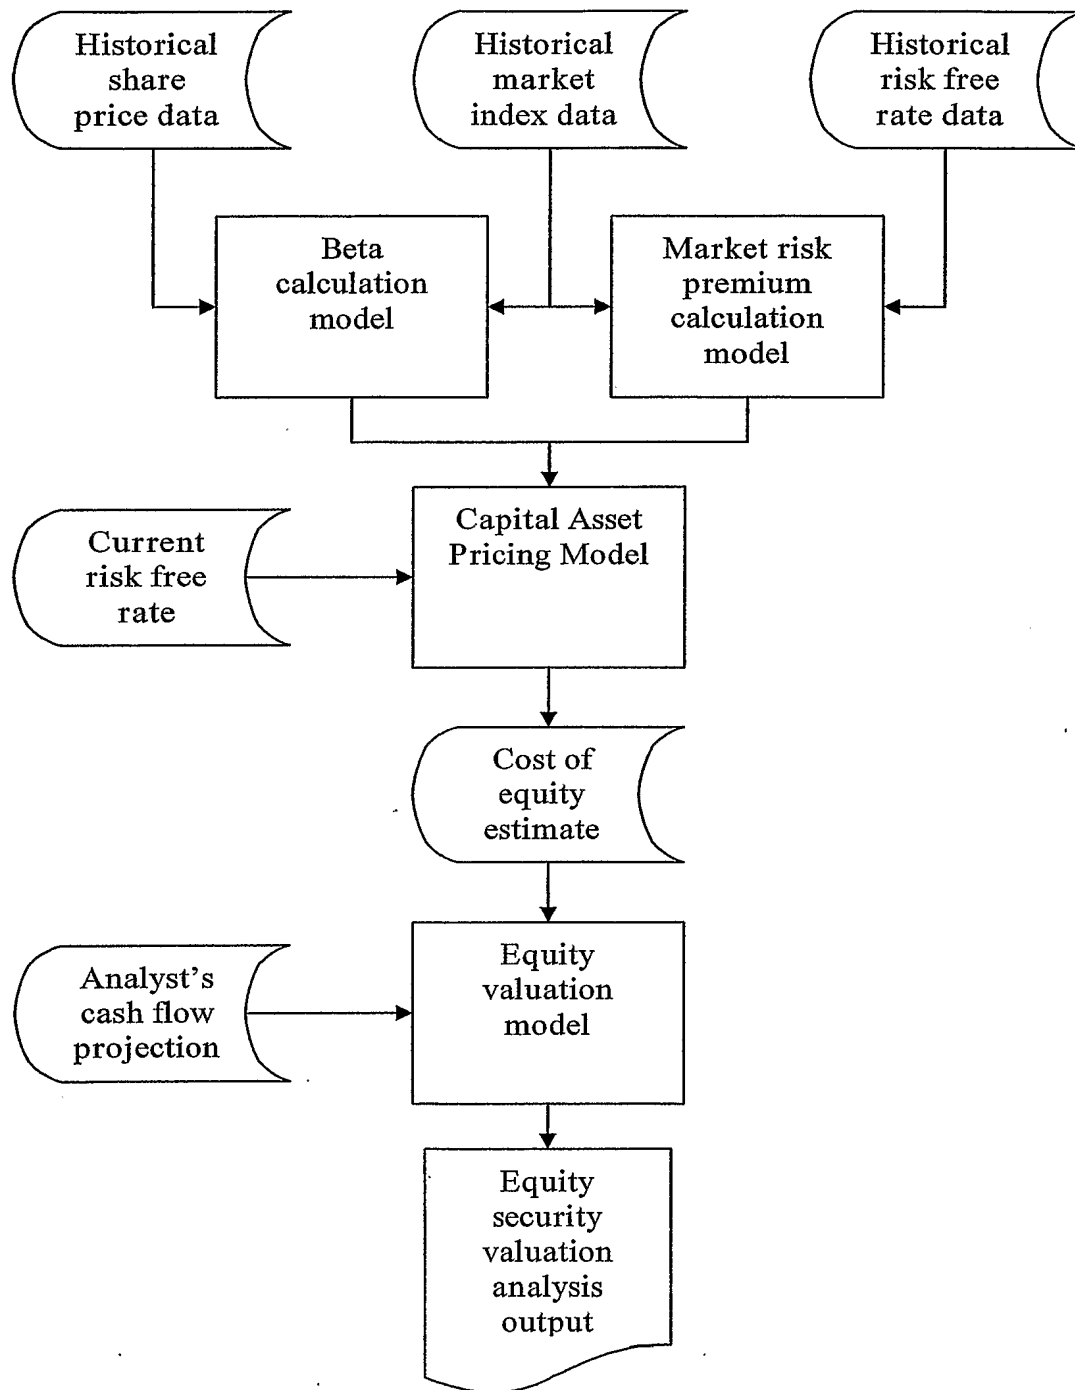 Historical
share
price data
Historical
market
index data
Historical
risk free
rate data
Beta
calculation
model
Market risk
premium
calculation
model
Capital Asset
Pricing Model
Current
risk free
rate
Cost of
equity
estimate
Equity
valuation
model
Analyst's
cash flow
projection
Equity
security
valuation
analysis
output